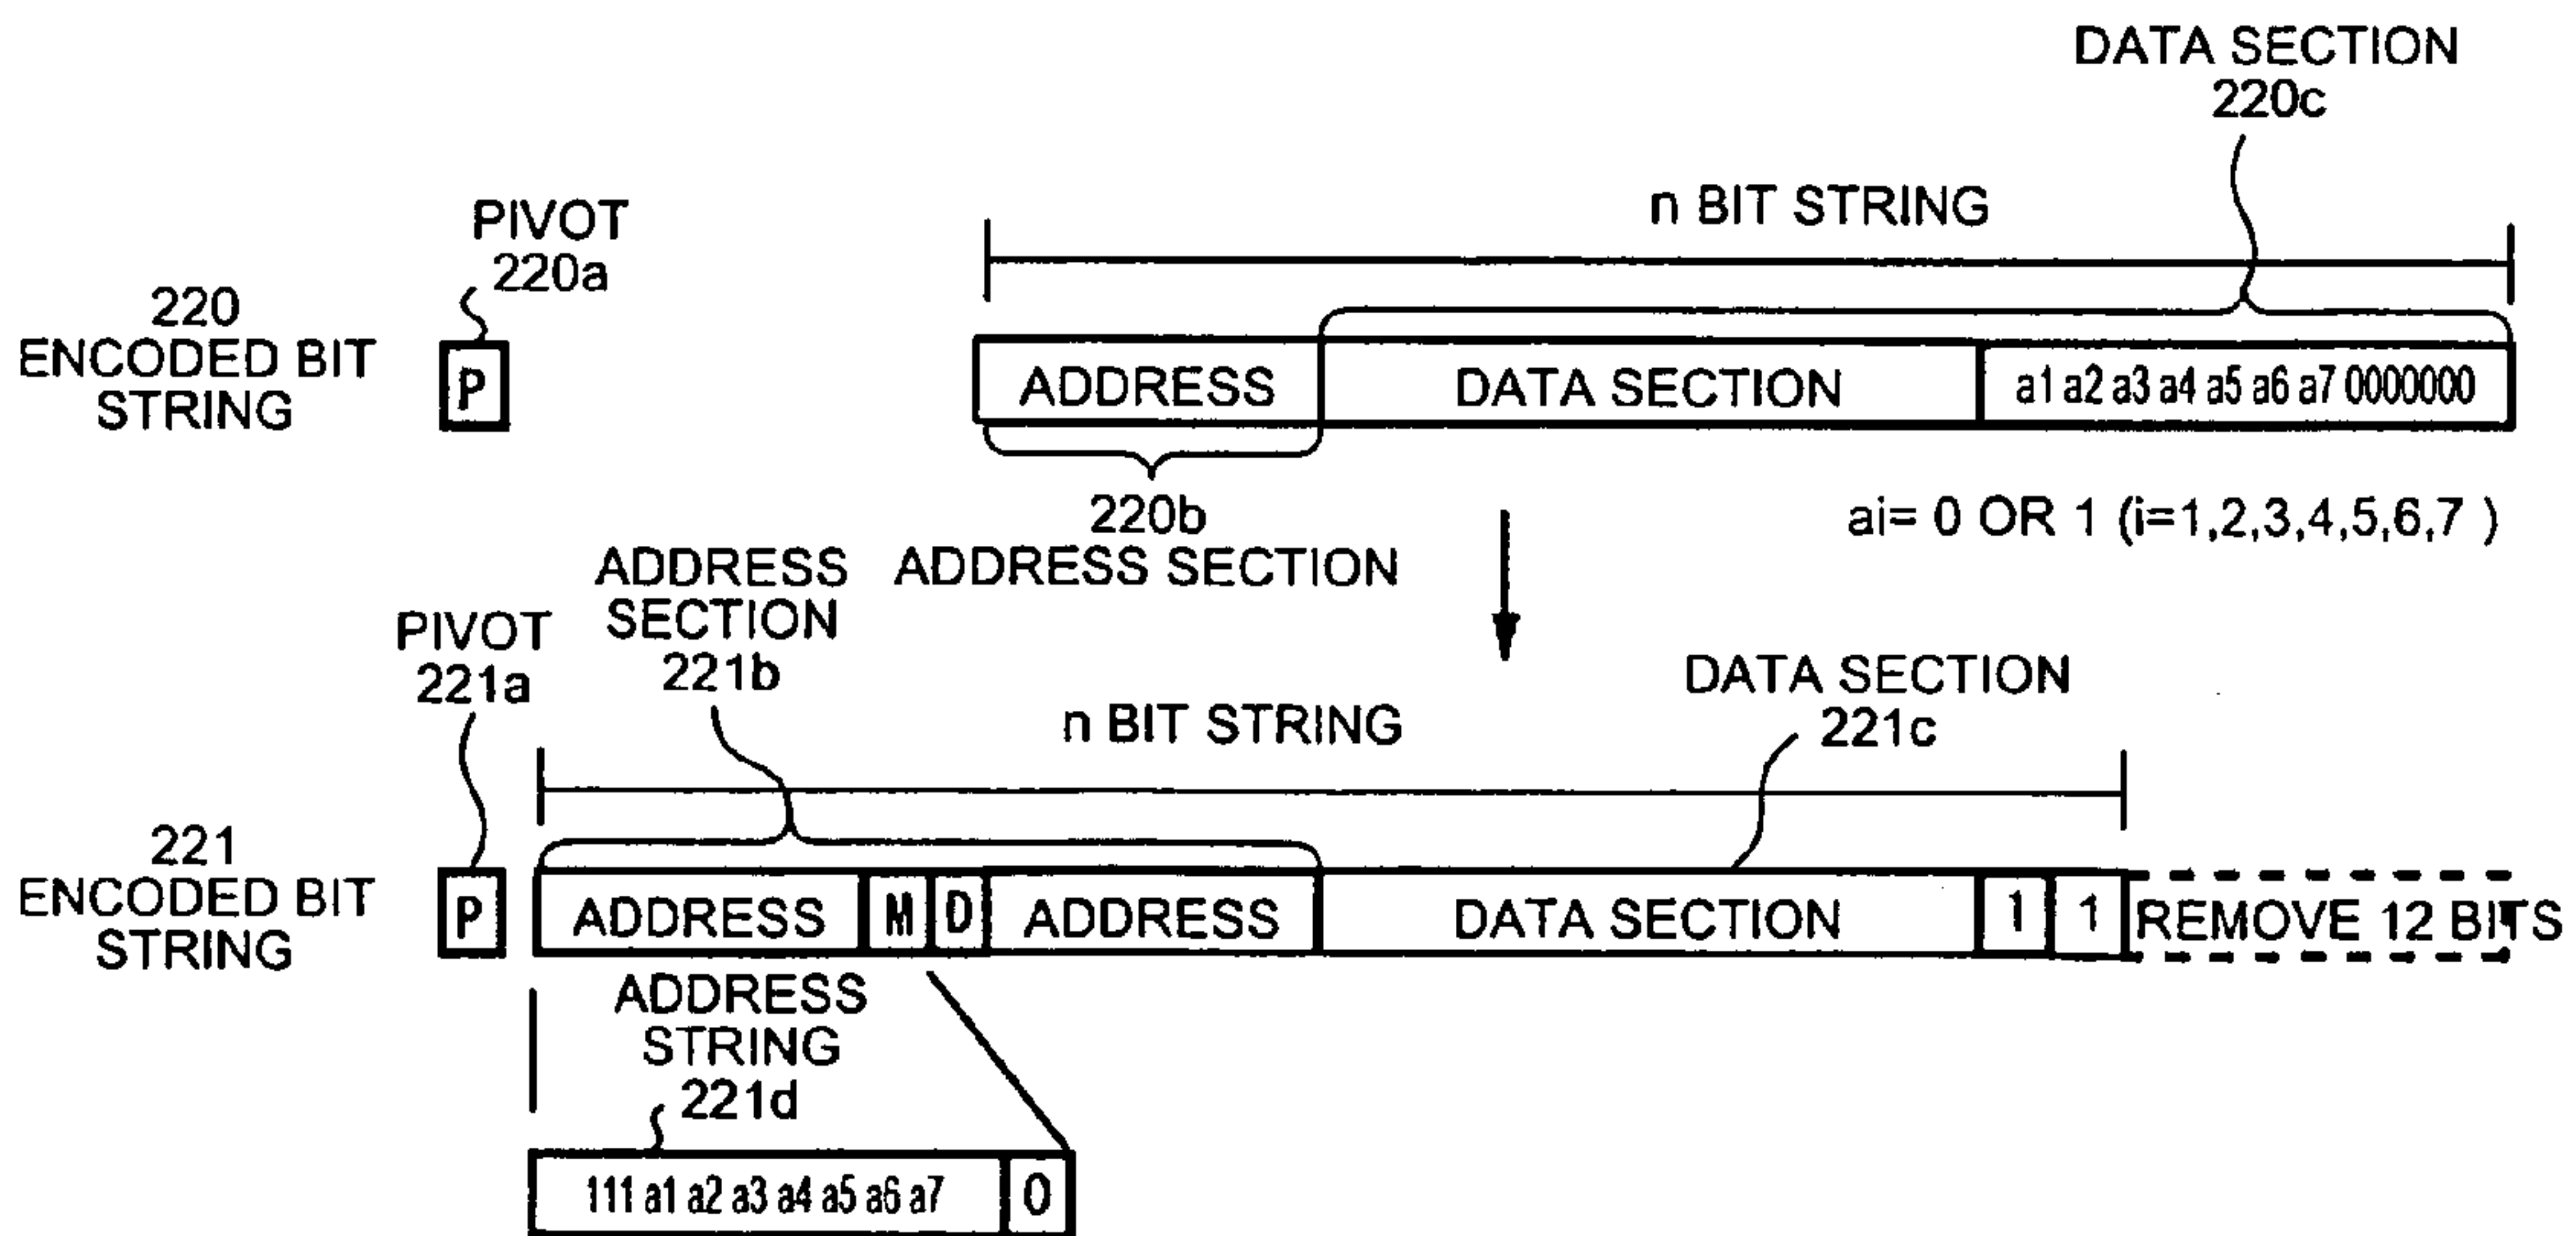 DATA SECTION
220c
n BIT STRING
PIVOT
220a
220
ENCODED BIT
STRING
P
ADDRESS
DATA SECTION
a1 a2 a3 a4 a5 a6 a7 0000000
220b
ADDRESS SECTION
ai= 0 OR 1 (i=1,2,3,4,5,6,7 )
ADDRESS
SECTION
221b
PIVOT
221a
n BIT STRING
DATA SECTION
221c
221
ENCODED BIT
STRING
P
ADDRESS
M
D
ADDRESS
DATA SECTION
1
1
REMOVE 12 BITS
ADDRESS
STRING
221d
111 a1 a2 a3 a4 a5 a6 a7
0